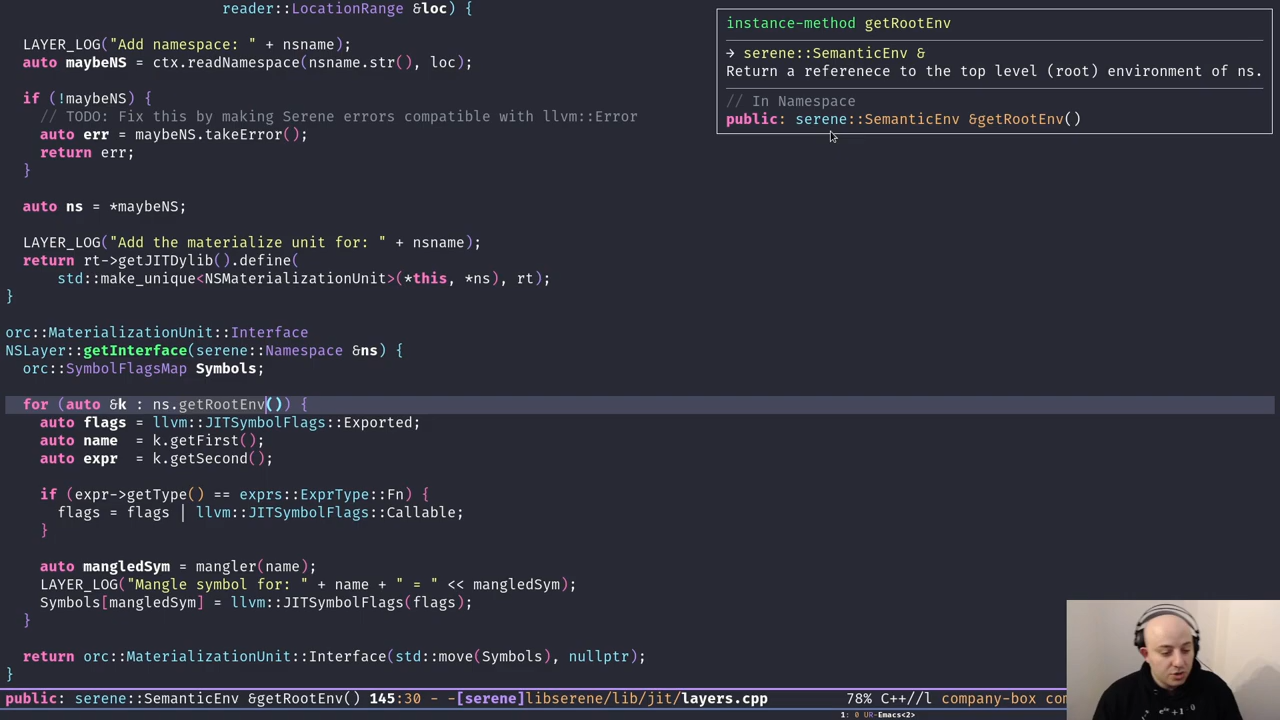 reader::LocationRange &loc) {
LAYER_LOG("Add namespace: " + nsname);
auto maybeNS = ctx.readNamespace(nsname.str(), loc);
if (!maybeNS) {
// TODO: Fix this by making Serene errors compatible with llvm::Error
auto err = maybeNS.takeError();
return err;
}
auto ns = *maybeNS;
LAYER_LOG("Add the materialize unit for: " + nsname);
return rt->getJITDylib().define(
std::make_unique<NSMaterializationUnit>(*this, *ns), rt);
}
orc::MaterializationUnit::Interface
NSLayer::getInterface(serene::Namespace &ns) {
orc::SymbolFlagsMap Symbols;
for (auto &k : ns.getRootEnv()) {
auto flags = llvm::JITSymbolFlags::Exported;
auto name  = k.getFirst();
auto expr  = k.getSecond();
if (expr->getType() == exprs::ExprType::Fn) {
flags = flags | llvm::JITSymbolFlags::Callable;
}
auto mangledSym = mangler(name);
LAYER_LOG("Mangle symbol for: " + name + " = " << mangledSym);
Symbols[mangledSym] = llvm::JITSymbolFlags(flags);
}
return orc::MaterializationUnit::Interface(std::move(Symbols), nullptr);
}
instance-method getRootEnv
→ serene::SemanticEnv &
Return a referenece to the top level (root) environment of ns.
// In Namespace
public: serene::SemanticEnv &getRootEnv()
public: serene::SemanticEnv &getRootEnv() 145:30 - -[serene]libserene/lib/jit/layers.cpp 78% C++//l company-box com
1: 0 UR-Emacs<2>